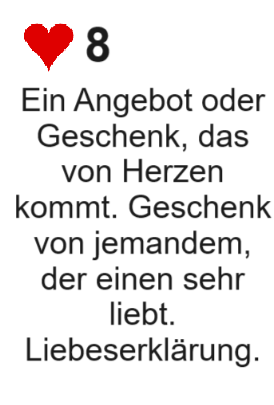 8
Ein Angebot oder
Geschenk, das
von Herzen
kommt. Geschenk
von jemandem,
der einen sehr
liebt.
Liebeserklärung.